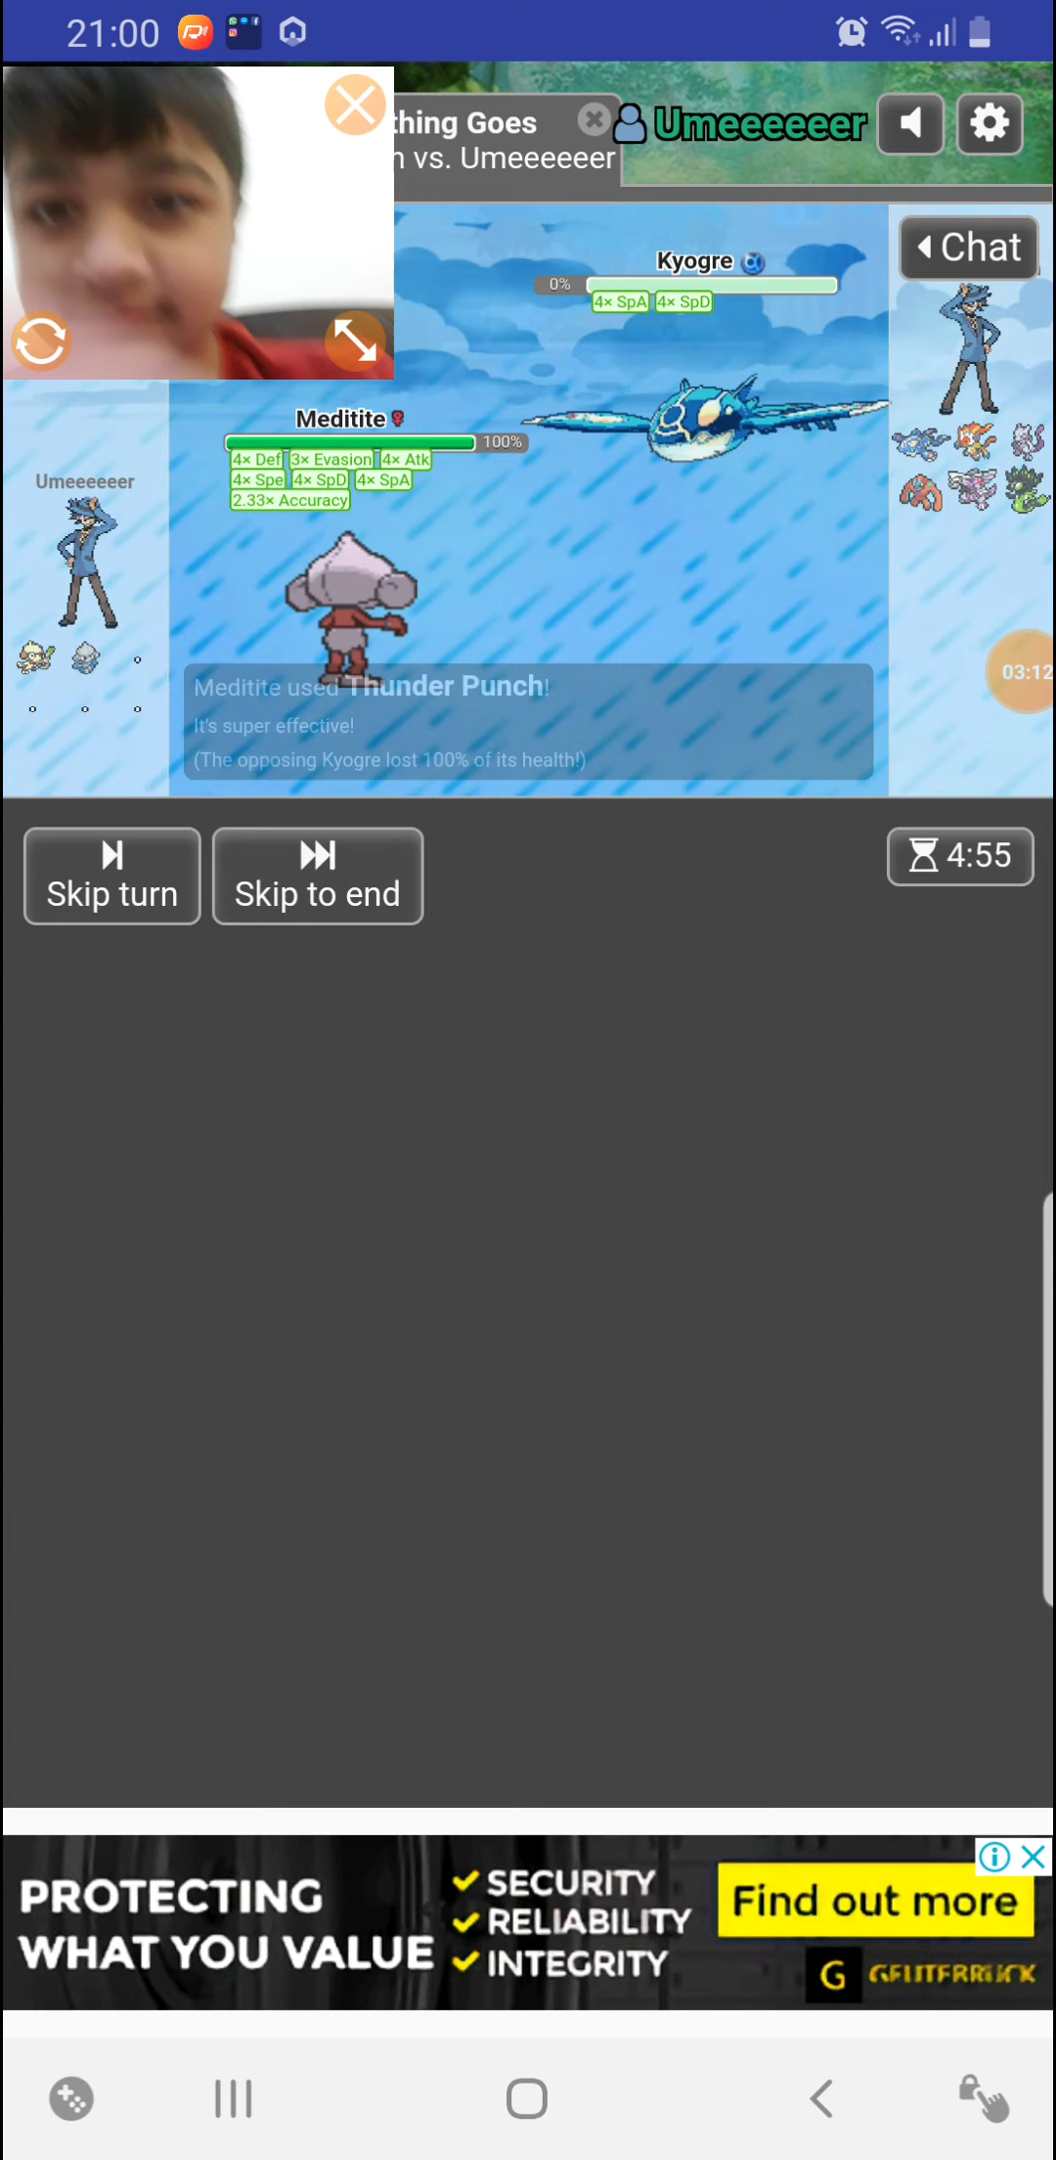 21:00
thing Goes
n vs. Umeeeeeer
Umeeeeeer
Chat
Kyogre
0%
4× SpA 4× SpD
Meditite
100%
4× Def 3× Evasion 4× Atk
4× Spe 4× SpD 4× SpA
2.33× Accuracy
Umeeeeeer
03:12
Meditite used Thunder Punch!
It's super effective!
(The opposing Kyogre lost 100% of its health!)
Skip turn
Skip to end
4:55
PROTECTING
WHAT YOU VALUE
SECURITY
RELIABILITY
INTEGRITY
Find out more
G GEUTEBRÜCK